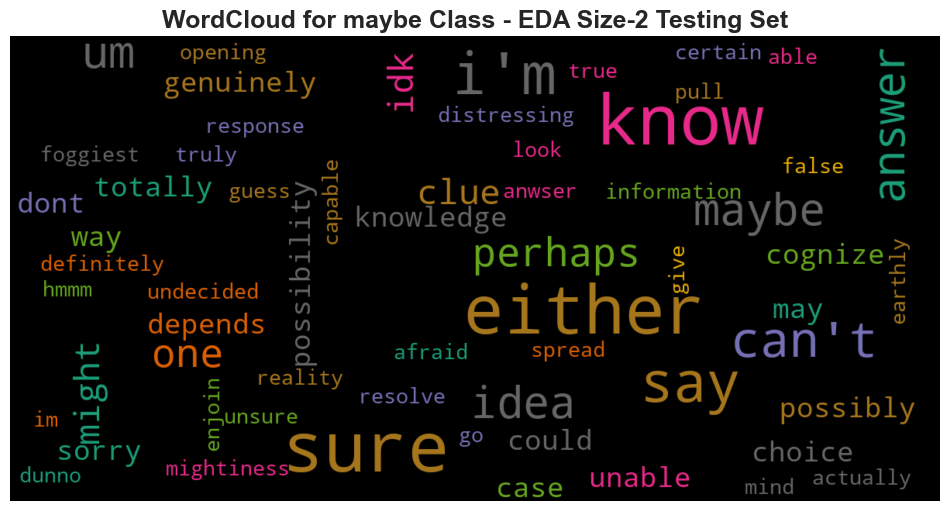 WordCloud for maybe Class - EDA Size-2 Testing Set
um
opening
genuinely
idk
i'm
true
certain
able
pull
know
answer
distressing
response
look
foggiest
truly
false
dont
totally
guess
capable
clue
anwser
information
knowledge
maybe
possibility
way
perhaps
cognize
earthly
definitely
give
hmmm
undecided
either
may
depends
can't
one
afraid
spread
might
reality
say
resolve
idea
possibly
im
enjoin
unsure
sure
go
could
sorry
choice
mightiness
unable
dunno
case
mind
actually